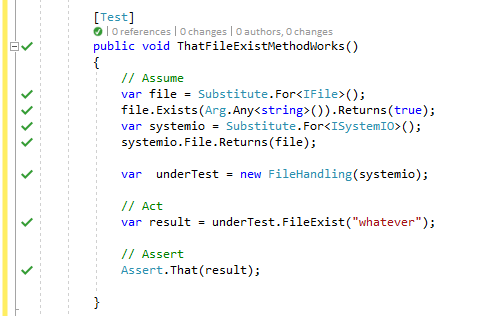 [Test]
| 0 references | 0 changes | 0 authors, 0 changes
public void ThatFileExistMethodWorks()
{
// Assume
var file = Substitute.For<IFile>();
file.Exists(Arg.Any<string>()).Returns(true);
var systemio = Substitute.For<ISystemIO>();
systemio.File.Returns(file);
var  underTest = new FileHandling(systemio);
// Act
var result = underTest.FileExist("whatever");
// Assert
Assert.That(result);
}